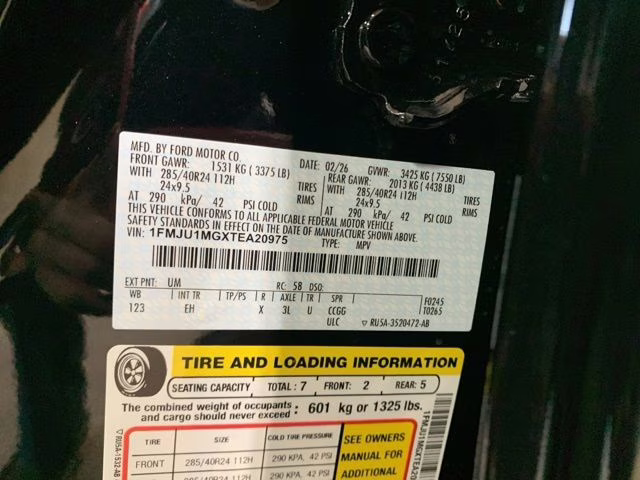 MFD. BY FORD MOTOR CO.
DATE: 02/26 GVWR: 3425 KG ( 7550 LB)
FRONT GAWR: 1531 KG ( 3375 LB) REAR GAWR: 2013 KG ( 4438 LB)
WITH 285/40R24 112H TIRES WITH 285/40R24 112H TIRES
24x9.5 RIMS 24x9.5 RIMS
AT 290 kPa/ 42 PSI COLD AT 290 kPa/ 42 PSI COLD
THIS VEHICLE CONFORMS TO ALL APPLICABLE FEDERAL MOTOR VEHICLE
SAFETY STANDARDS IN EFFECT ON THE DATE OF MANUFACTURE SHOWN ABOVE.
VIN: 1FMJU1MGXTEA20975 TYPE: MPV
EXT PNT: UM RC: 58 DSO:
WB INT TR TP/PS R AXLE TR SPR F0245
123 EH X 3L U CCGG T0265
ULC ▽ RU5A-3520472-AB
TIRE AND LOADING INFORMATION
SEATING CAPACITY TOTAL : 7 FRONT: 2 REAR: 5
The combined weight of occupants
and cargo should never exceed : 601 kg or 1325 lbs.
TIRE SIZE COLD TIRE PRESSURE
FRONT 285/40R24 112H 290 KPA, 42 PSI
285/40R24 112H 290 KPA, 42 PSI
SEE OWNERS
MANUAL FOR
ADDITIONAL
▽ RU5A-1532-AB
1FMJU1MGXTEA20